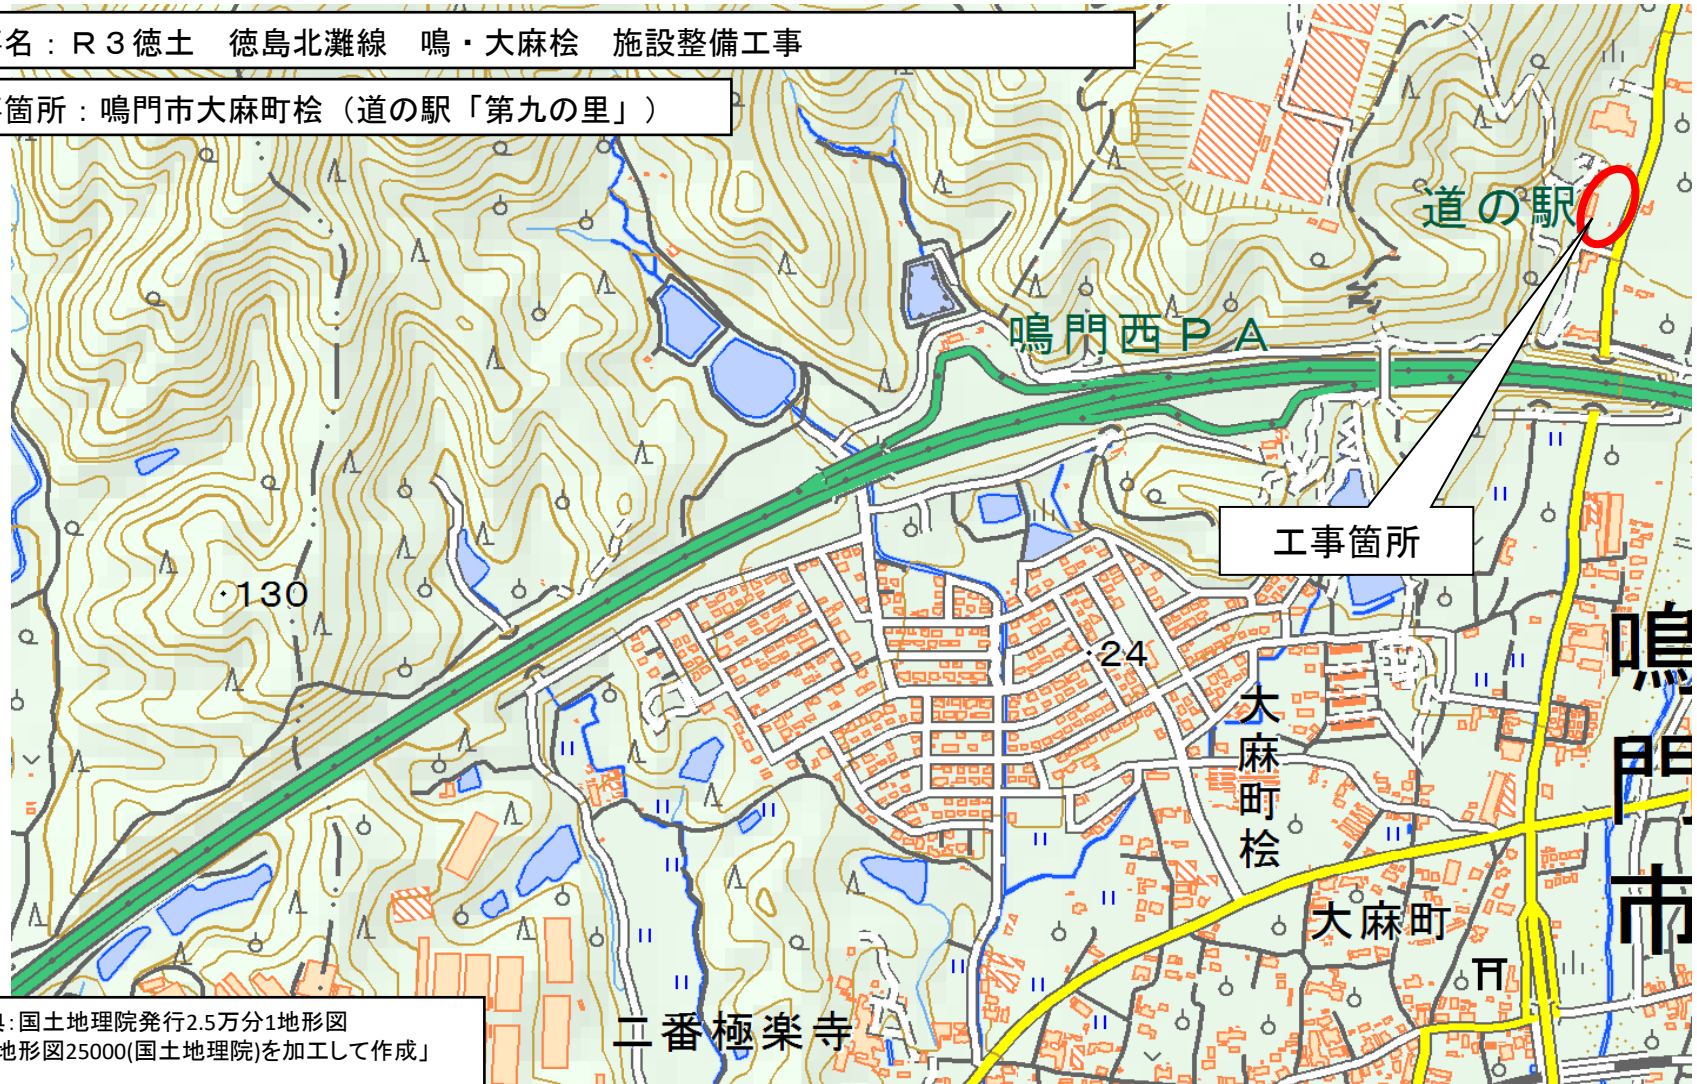 名：Ｒ３徳土　徳島北灘線　鳴・大麻桧　施設整備工事
箇所：鳴門市大麻町桧（道の駅「第九の里」）
道の駅
鳴門西ＰＡ
工事箇所
130
24
鳴門市
大麻町桧
大麻町
二番極楽寺
：国土地理院発行2.5万分1地形図
地形図25000(国土地理院)を加工して作成」